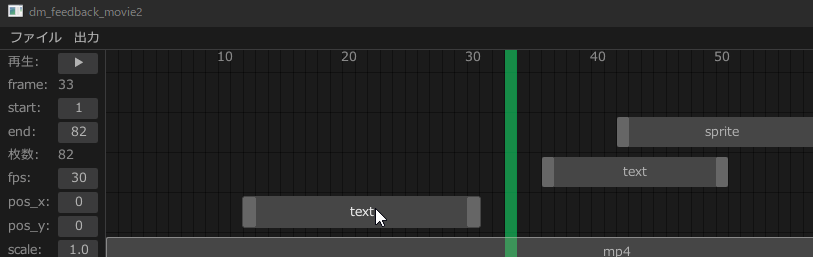 dm_feedback_movie2
ファイル 出力
再生:
10 20 30 40 50
frame: 33
start: 1
sprite
end: 82
枚数: 82
text
fps: 30
pos_x: 0
text
pos_y: 0
scale: 1.0
mp4